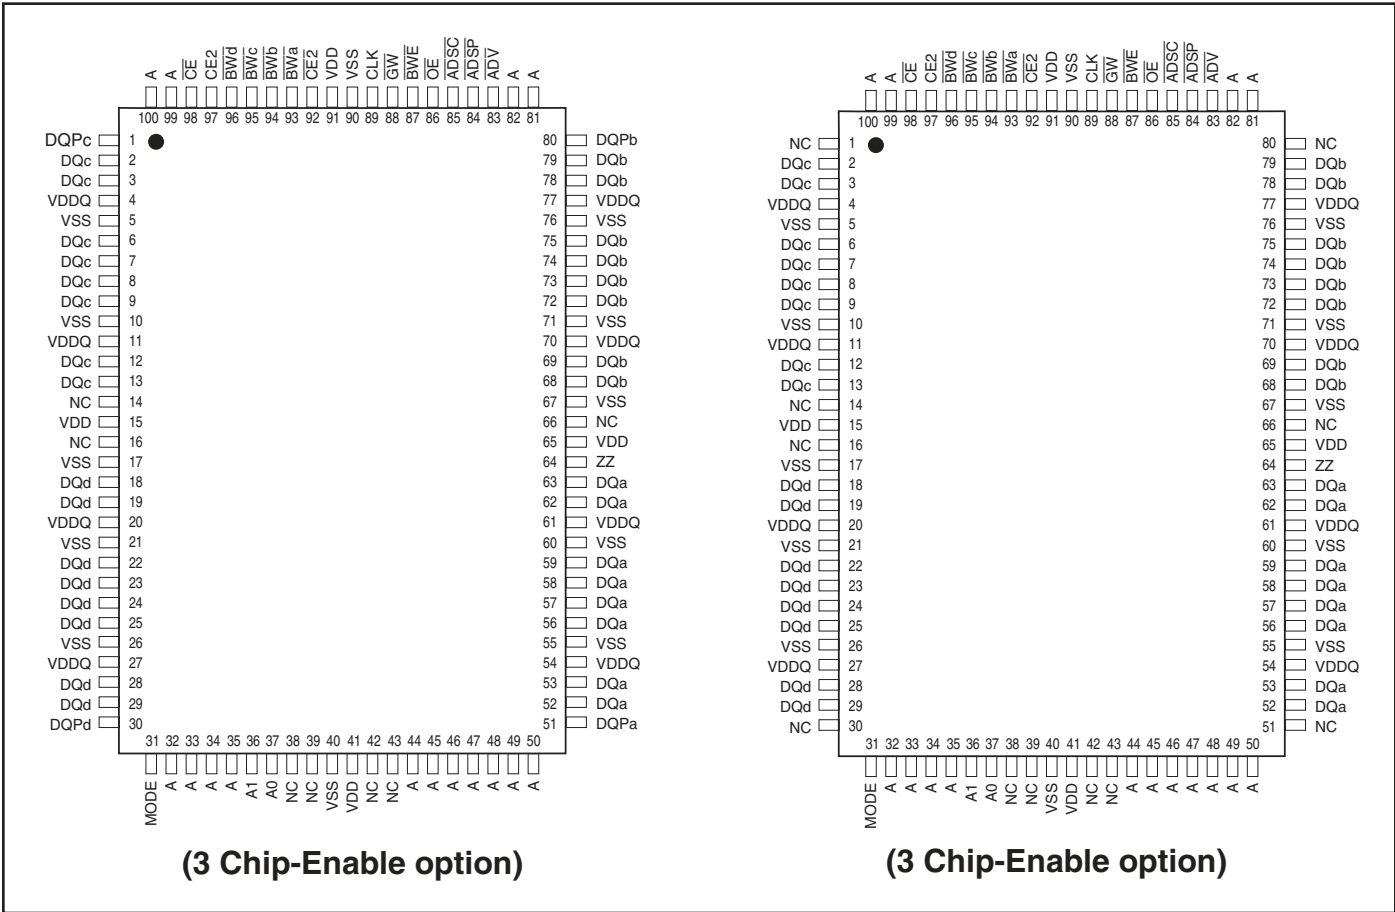 A A CE CE2 BWd BWc BWb BWa CE2 VDD VSS CLK GW BWE OE ADSC ADSP ADV A A
100 99 98 97 96 95 94 93 92 91 90 89 88 87 86 85 84 83 82 81
DQPc 1 80 DQPb
DQc 2 79 DQb
DQc 3 78 DQb
VDDQ 4 77 VDDQ
VSS 5 76 VSS
DQc 6 75 DQb
DQc 7 74 DQb
DQc 8 73 DQb
DQc 9 72 DQb
VSS 10 71 VSS
VDDQ 11 70 VDDQ
DQc 12 69 DQb
DQc 13 68 DQb
NC 14 67 VSS
VDD 15 66 NC
NC 16 65 VDD
VSS 17 64 ZZ
DQd 18 63 DQa
DQd 19 62 DQa
VDDQ 20 61 VDDQ
VSS 21 60 VSS
DQd 22 59 DQa
DQd 23 58 DQa
DQd 24 57 DQa
DQd 25 56 DQa
VSS 26 55 VSS
VDDQ 27 54 VDDQ
DQd 28 53 DQa
DQd 29 52 DQa
DQPd 30 51 DQPa
31 32 33 34 35 36 37 38 39 40 41 42 43 44 45 46 47 48 49 50
MODE A A A A A1 A0 NC NC VSS VDD NC NC A A A A A A A
(3 Chip-Enable option)
A A CE CE2 BWd BWc BWb BWa CE2 VDD VSS CLK GW BWE OE ADSC ADSP ADV A A
100 99 98 97 96 95 94 93 92 91 90 89 88 87 86 85 84 83 82 81
NC 1 80 NC
DQc 2 79 DQb
DQc 3 78 DQb
VDDQ 4 77 VDDQ
VSS 5 76 VSS
DQc 6 75 DQb
DQc 7 74 DQb
DQc 8 73 DQb
DQc 9 72 DQb
VSS 10 71 VSS
VDDQ 11 70 VDDQ
DQc 12 69 DQb
DQc 13 68 DQb
NC 14 67 VSS
VDD 15 66 NC
NC 16 65 VDD
VSS 17 64 ZZ
DQd 18 63 DQa
DQd 19 62 DQa
VDDQ 20 61 VDDQ
VSS 21 60 VSS
DQd 22 59 DQa
DQd 23 58 DQa
DQd 24 57 DQa
DQd 25 56 DQa
VSS 26 55 VSS
VDDQ 27 54 VDDQ
DQd 28 53 DQa
DQd 29 52 DQa
NC 30 51 NC
31 32 33 34 35 36 37 38 39 40 41 42 43 44 45 46 47 48 49 50
MODE A A A A A1 A0 NC NC VSS VDD NC NC A A A A A A A
(3 Chip-Enable option)